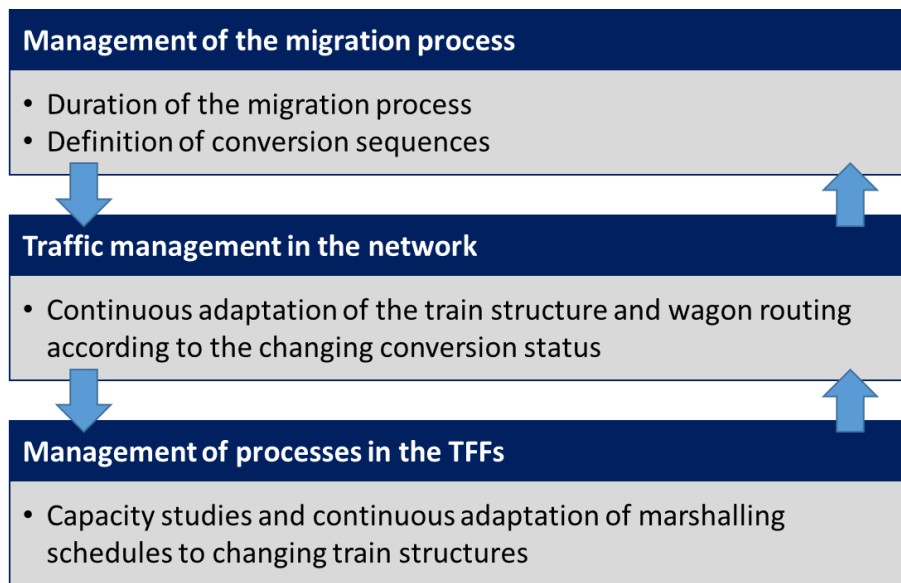 Management of the migration process
• Duration of the migration process
• Definition of conversion sequences
Traffic management in the network
• Continuous adaptation of the train structure and wagon routing
according to the changing conversion status
Management of processes in the TFFs
• Capacity studies and continuous adaptation of marshalling
schedules to changing train structures